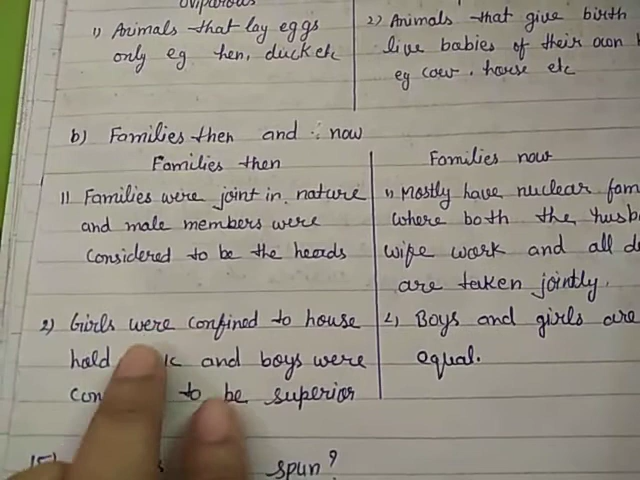 Oviparous
1) Animals that lay eggs
only eg hen, duck etc
2) Animals that give birth
live babies of their own
eg cow, house etc
b) Families then and now
Families then
1) Families were joint in nature
and male members were
considered to be the heads
2) Girls were confined to house
hold and boys were
to be superior
Families now
1) Mostly have nuclear fam
where both the husb
wife work and all d
are taken jointly.
2) Boys and girls are
equal.
15)
spun?